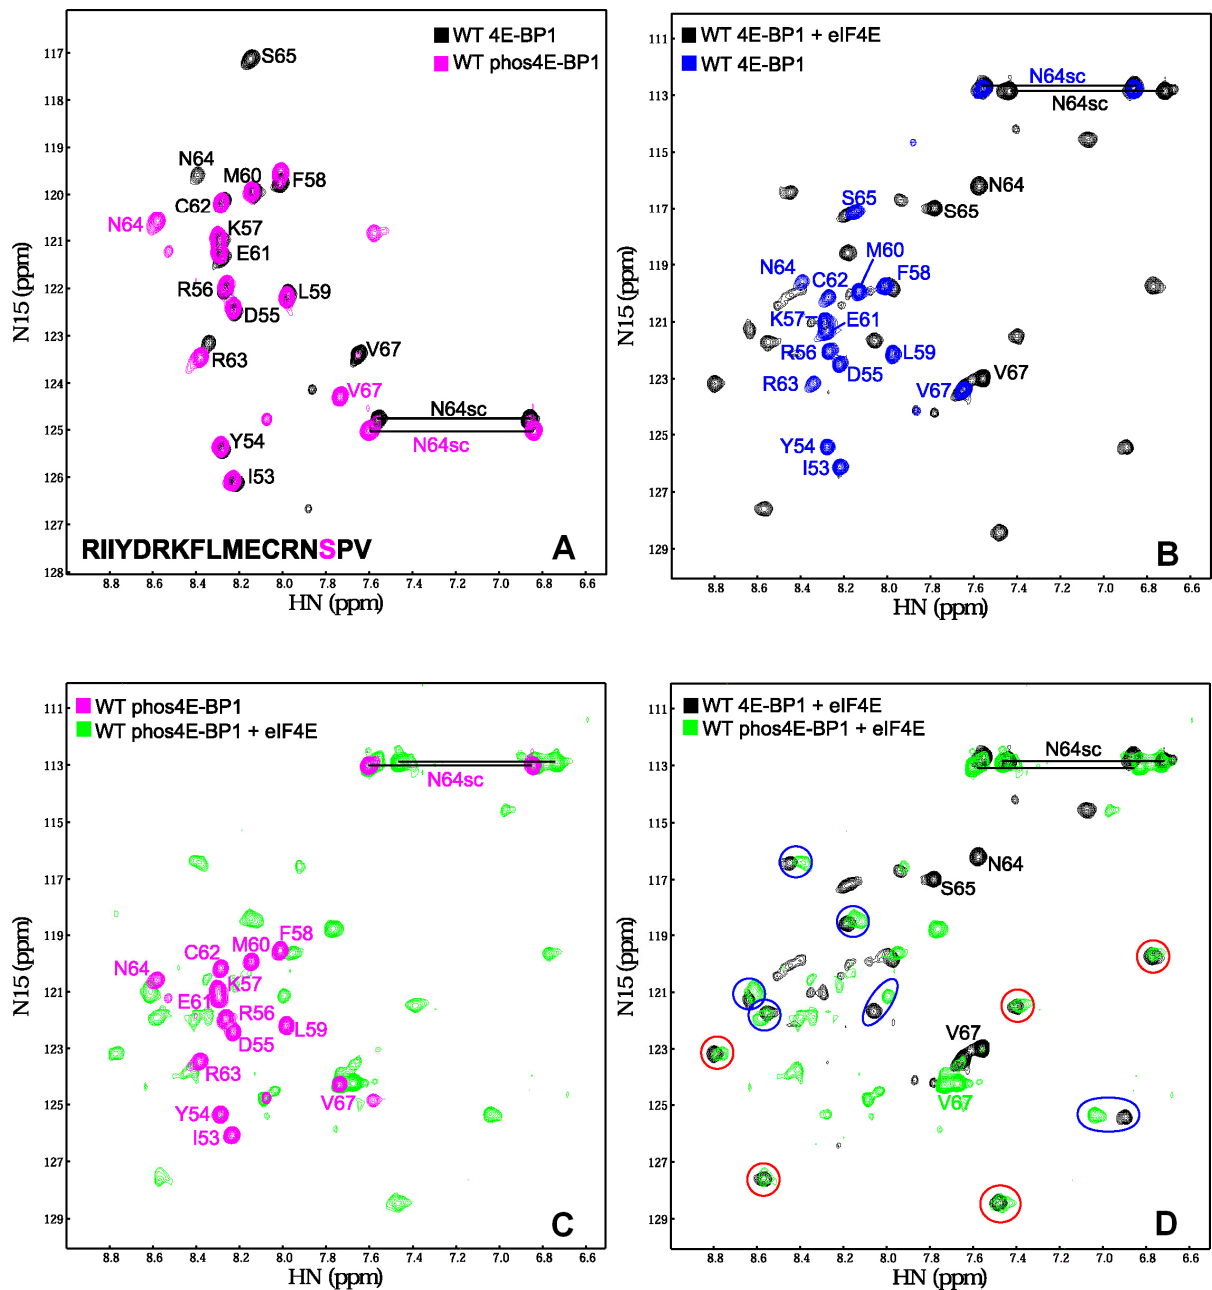 WT 4E-BP1
WT phos4E-BP1
S65
N64
M60
F58
C62
N64
K57
E61
R56
L59
D55
R63
V67
V67
N64sc
N64sc
Y54
I53
RIIYDRKFLMECRNSPV
A
117
118
119
120
121
122
123
124
125
126
127
128
N15 (ppm)
8.8 8.6 8.4 8.2 8.0 7.8 7.6 7.4 7.2 7.0 6.8 6.6
HN (ppm)
WT 4E-BP1 + eIF4E
WT 4E-BP1
N64sc
N64sc
N64
S65
S65
M60
N64
C62
F58
K57
E61
R56
L59
D55
R63
V67
V67
Y54
I53
B
111
113
115
117
119
121
123
125
127
129
N15 (ppm)
8.8 8.6 8.4 8.2 8.0 7.8 7.6 7.4 7.2 7.0 6.8 6.6
HN (ppm)
WT phos4E-BP1
WT phos4E-BP1 + eIF4E
N64sc
F58
M60
C62
N64
K57
E61
R56
L59
D55
R63
V67
Y54
I53
C
111
113
115
117
119
121
123
125
127
129
N15 (ppm)
8.8 8.6 8.4 8.2 8.0 7.8 7.6 7.4 7.2 7.0 6.8 6.6
HN (ppm)
WT 4E-BP1 + eIF4E
WT phos4E-BP1 + eIF4E
N64sc
N64
S65
V67
V67
D
111
113
115
117
119
121
123
125
127
129
N15 (ppm)
8.8 8.6 8.4 8.2 8.0 7.8 7.6 7.4 7.2 7.0 6.8 6.6
HN (ppm)